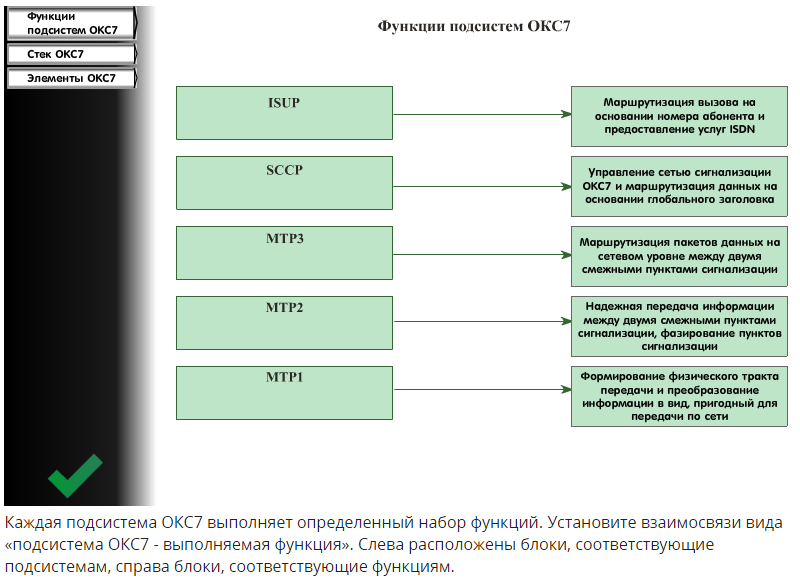 Функции
подсистем ОКС7
Стек ОКС7
Элементы ОКС7
Функции подсистем ОКС7
ISUP
Маршрутизация вызова на
основании номера абонента и
предоставление услуг ISDN
SCCP
Управление сетью сигнализации
ОКС7 и маршрутизация данных на
основании глобального заголовка
MTP3
Маршрутизация пакетов данных на
сетевом уровне между двумя
смежными пунктами сигнализации
MTP2
Надежная передача информации
между двумя смежными пунктами
сигнализации, фазирование пунктов
сигнализации
MTP1
Формирование физического тракта
передачи и преобразование
информации в вид, пригодный для
передачи по сети
Каждая подсистема ОКС7 выполняет определенный набор функций. Установите взаимосвязи вида
«подсистема ОКС7 - выполняемая функция». Слева расположены блоки, соответствующие
подсистемам, справа блоки, соответствующие функциям.